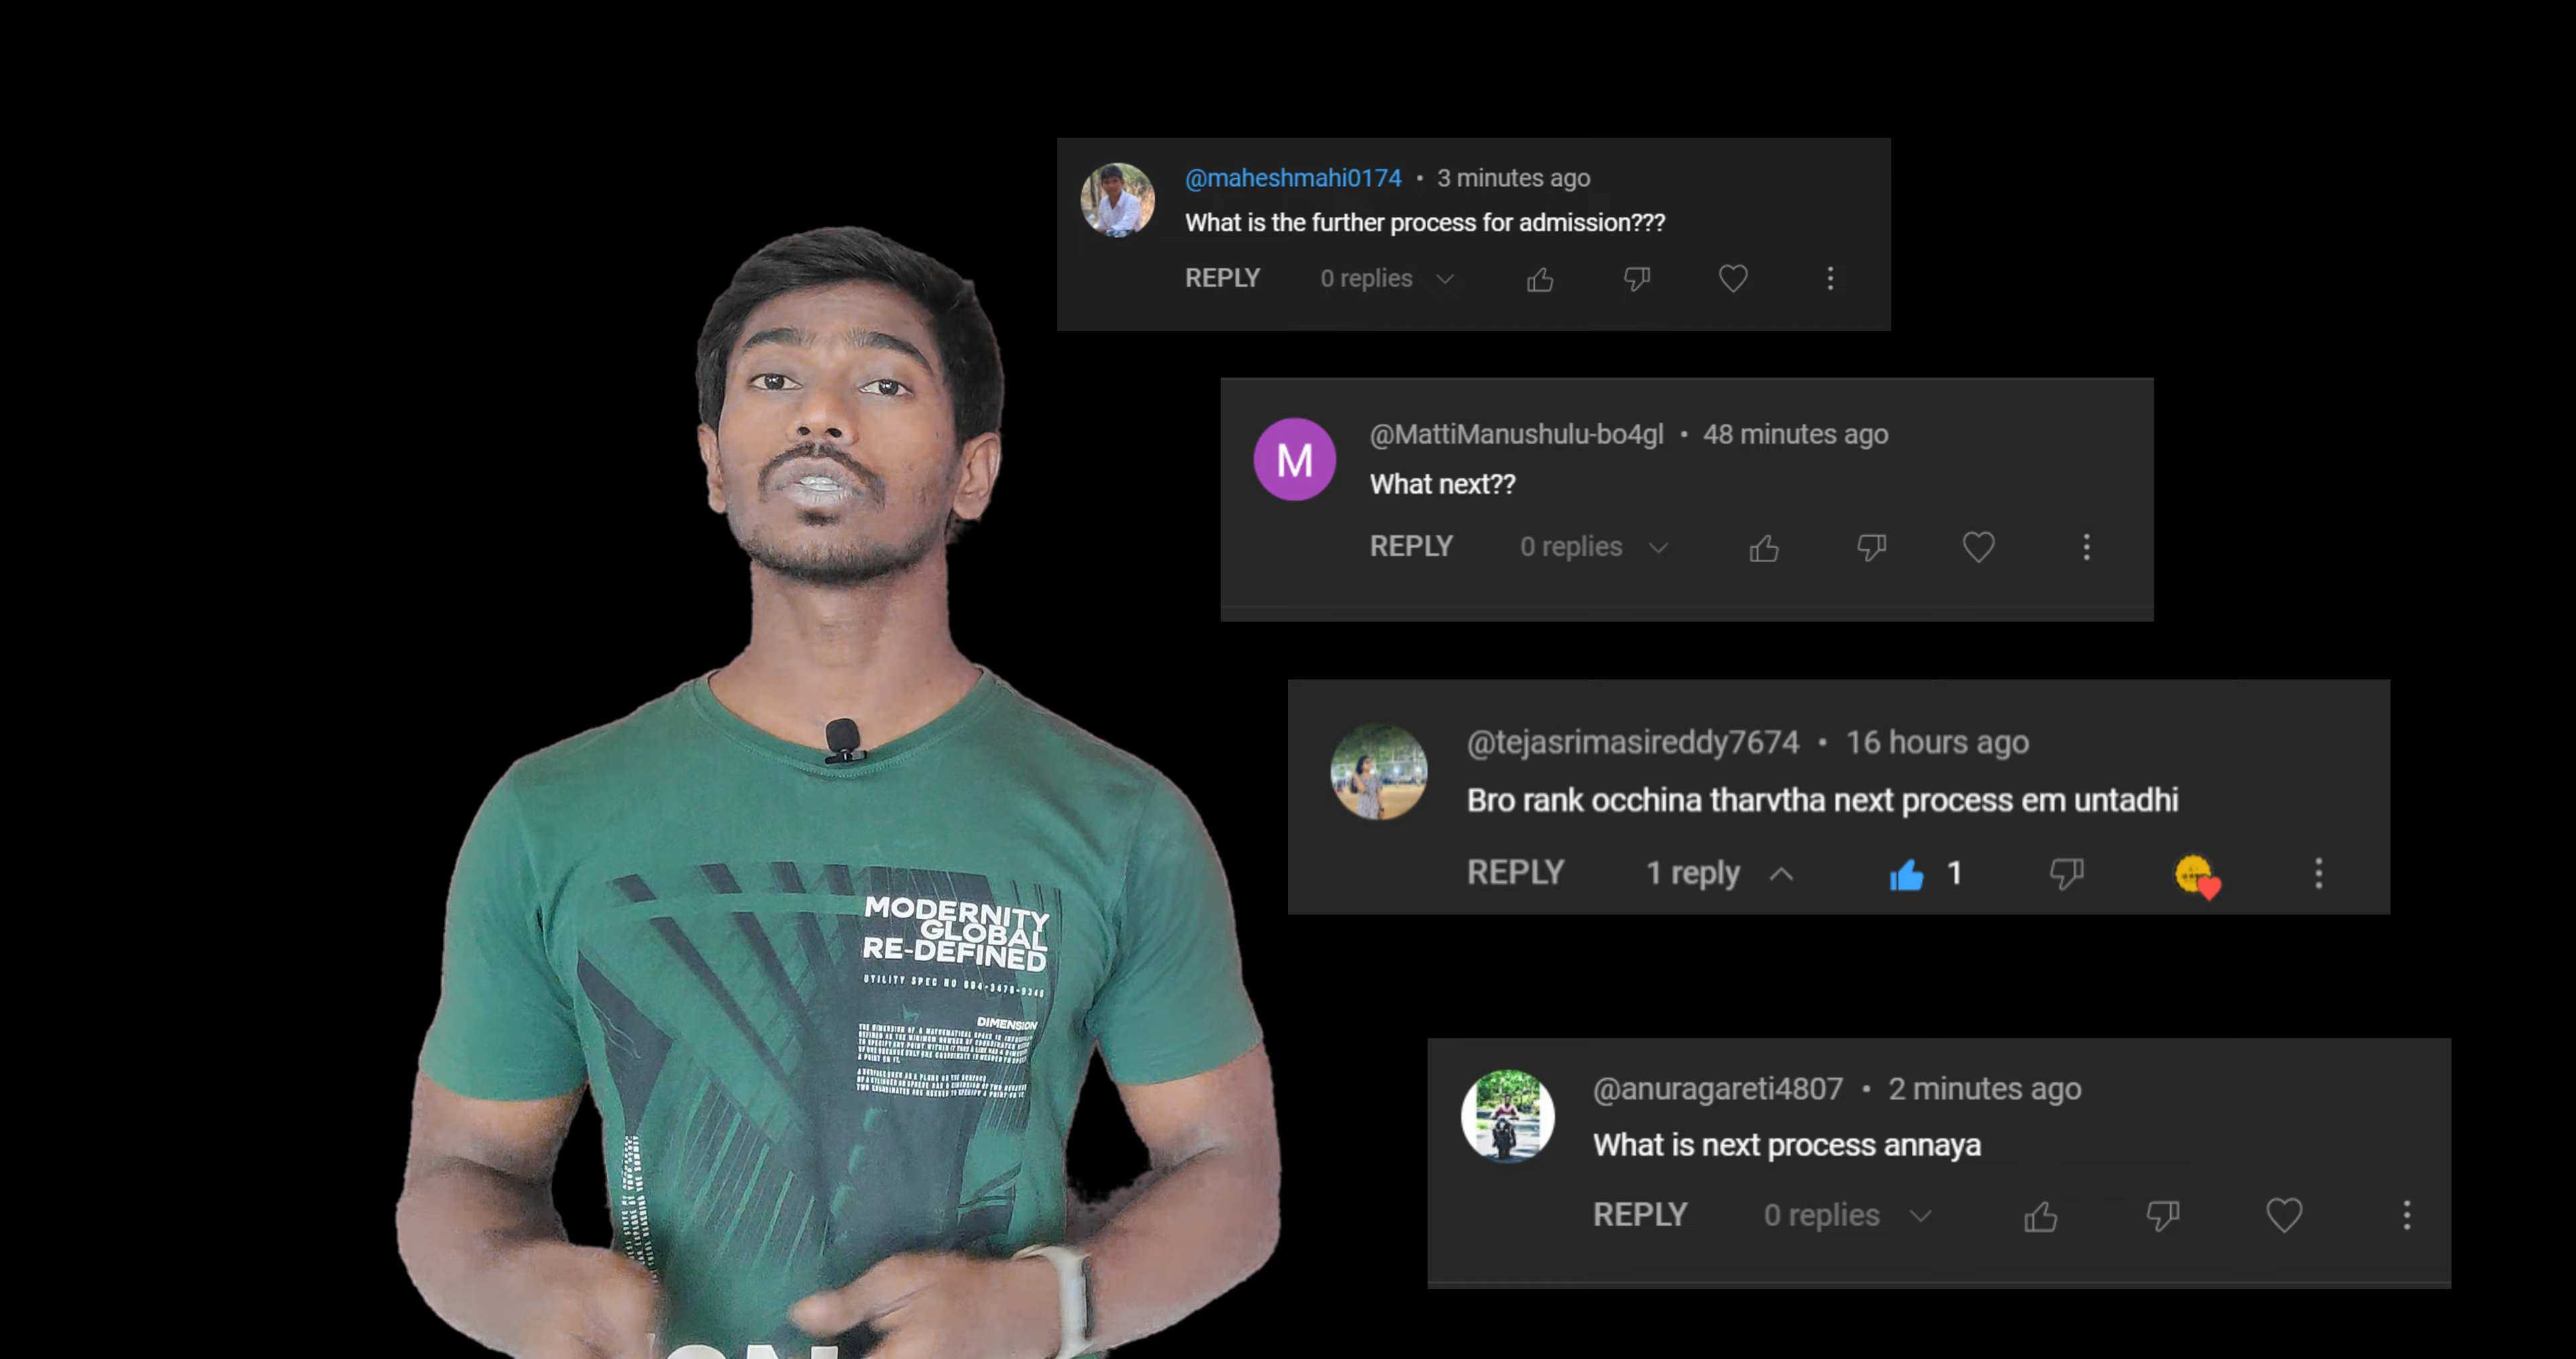 @maheshmahi0174 • 3 minutes ago
What is the further process for admission???
REPLY 0 replies
M
@MattiManushulu-bo4gl • 48 minutes ago
What next??
REPLY 0 replies
@tejasrimasireddy7674 • 16 hours ago
Bro rank occhina tharvtha next process em untadhi
REPLY 1 reply 1
@anuragareti4807 • 2 minutes ago
What is next process annaya
REPLY 0 replies
MODERNITY
GLOBAL
RE-DEFINED
UTILITY SPEC NO
DIMENSION